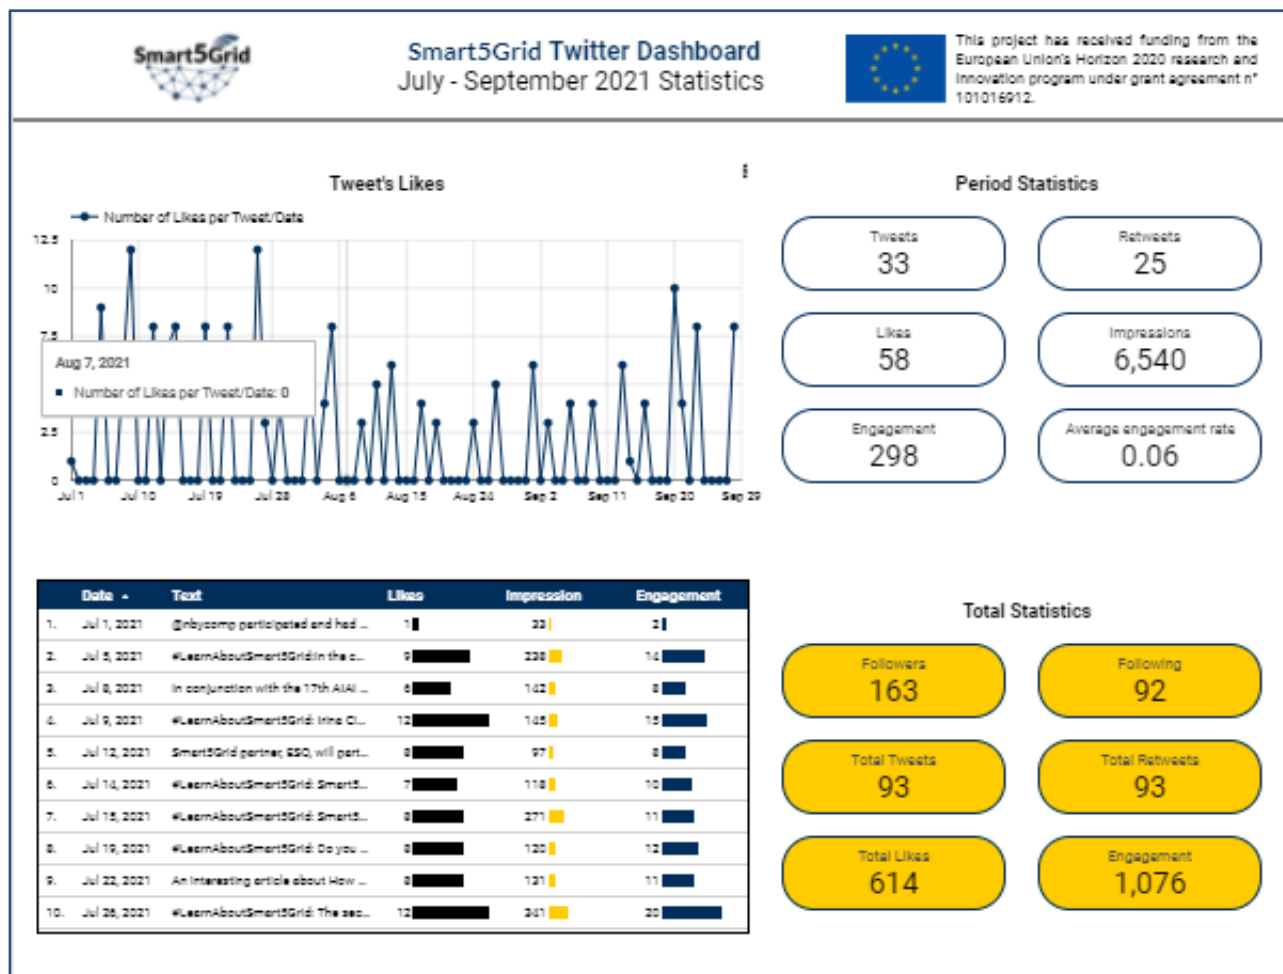 Smart5Grid
Smart5Grid Twitter Dashboard
July - September 2021 Statistics
This project has received funding from the
European Union's Horizon 2020 research and
innovation program under grant agreement n°
101016912.
Tweet's Likes
Number of Likes per Tweet/Date
12.5
10
7.5
2.5
0
Aug 7, 2021
Number of Likes per Tweet/Date: 0
Jul 1 Jul 10 Jul 19 Jul 28 Aug 6 Aug 15 Aug 24 Sep 2 Sep 11 Sep 20 Sep 29
Period Statistics
Tweets Retweets
33 25
Likes Impressions
58 6,540
Engagement Average engagement rate
298 0.06
Date Text Likes Impression Engagement
1. Jul 1, 2021 @nbycomp participated and had ... 1 33 2
2. Jul 5, 2021 #LearnAboutSmart5Grid:In the c... 9 238 14
3. Jul 8, 2021 In conjunction with the 17th AIAI ... 6 142 8
4. Jul 9, 2021 #LearnAboutSmart5Grid: Irina Ci... 12 145 15
5. Jul 12, 2021 Smart5Grid partner, ESO, will part... 8 97 8
6. Jul 14, 2021 #LearnAboutSmart5Grid: Smart5... 7 118 10
7. Jul 15, 2021 #LearnAboutSmart5Grid: Smart5... 8 271 11
8. Jul 19, 2021 #LearnAboutSmart5Grid: Do you ... 8 120 12
9. Jul 22, 2021 An interesting article about How ... 8 131 11
10. Jul 26, 2021 #LearnAboutSmart5Grid: The sec... 12 341 20
Total Statistics
Followers Following
163 92
Total Tweets Total Retweets
93 93
Total Likes Engagement
614 1,076